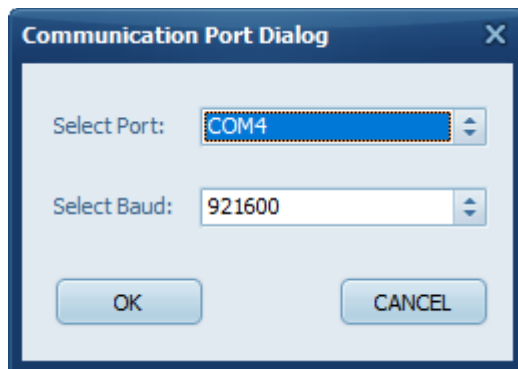 Communication Port Dialog
Select Port: COM4
Select Baud: 921600
OK CANCEL